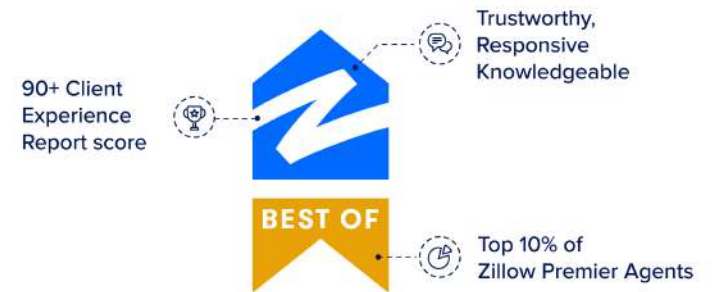 Trustworthy,
Responsive
Knowledgeable
90+ Client
Experience
Report score
BEST OF
Top 10% of
Zillow Premier Agents